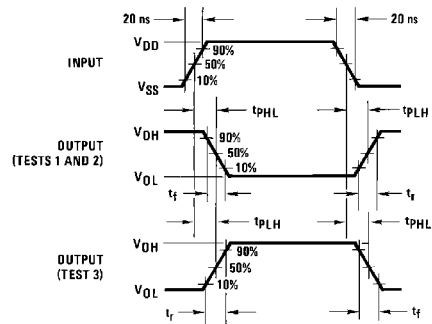 20 ns
20 ns
INPUT
VDD
90%
50%
10%
VSS
tPHL
tPLH
OUTPUT
(TESTS 1 AND 2)
VOH
90%
50%
10%
VOL
tf
tr
tPLH
tPHL
OUTPUT
(TEST 3)
VOH
90%
50%
10%
VOL
tr
tf